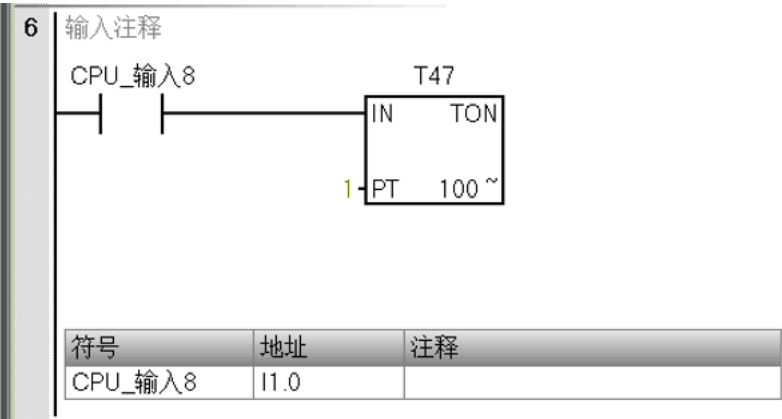 6 输入注释
CPU_输入8 T47
IN TON
1 PT 100~
符号 地址 注释
CPU_输入8 I1.0